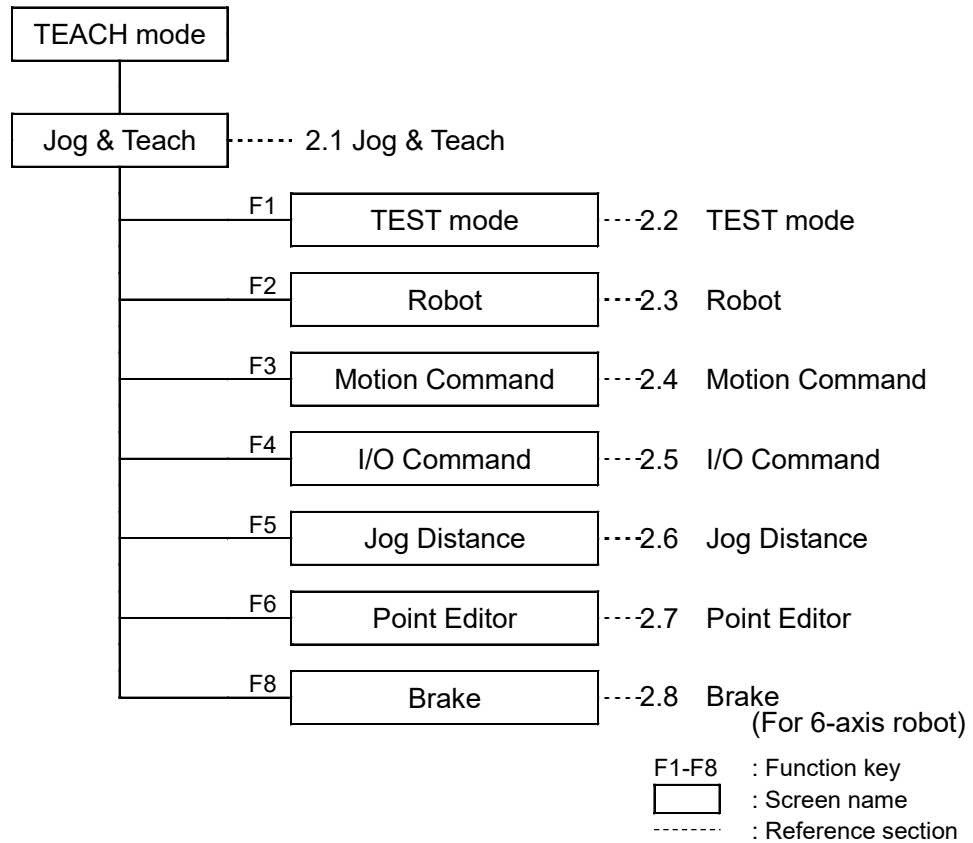 TEACH mode
Jog & Teach 2.1 Jog & Teach
F1 TEST mode 2.2 TEST mode
F2 Robot 2.3 Robot
F3 Motion Command 2.4 Motion Command
F4 I/O Command 2.5 I/O Command
F5 Jog Distance 2.6 Jog Distance
F6 Point Editor 2.7 Point Editor
F8 Brake 2.8 Brake
(For 6-axis robot)
F1-F8 : Function key
: Screen name
: Reference section